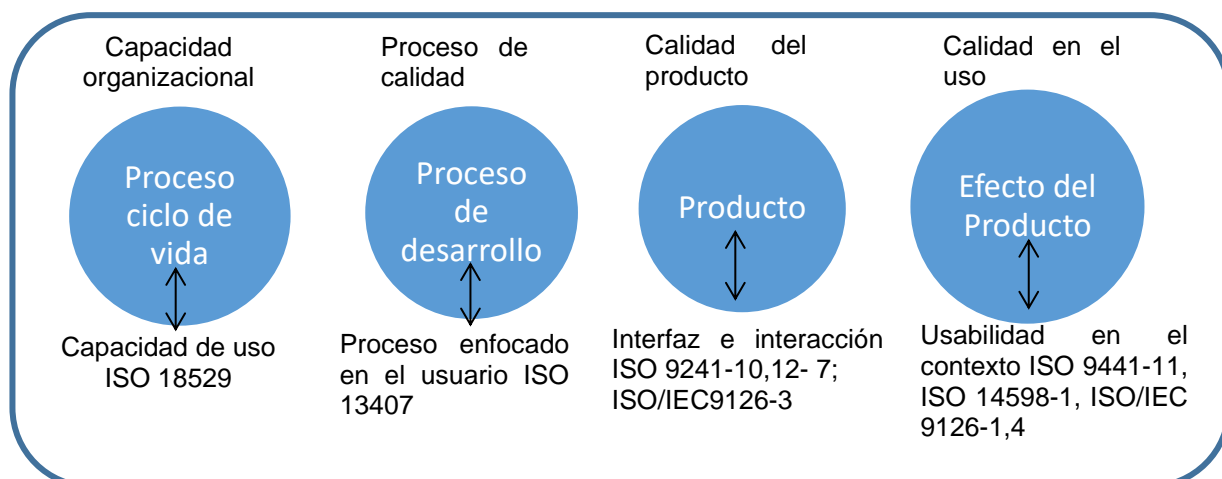 Capacidad
organizacional
Proceso
ciclo de
vida
Capacidad de uso
ISO 18529
Proceso de
calidad
Proceso
de
desarrollo
Proceso enfocado
en el usuario ISO
13407
Calidad del
producto
Producto
Interfaz e interacción
ISO 9241-10,12- 7;
ISO/IEC9126-3
Calidad en el
uso
Efecto del
Producto
Usabilidad en el
contexto ISO 9441-11,
ISO 14598-1, ISO/IEC
9126-1,4